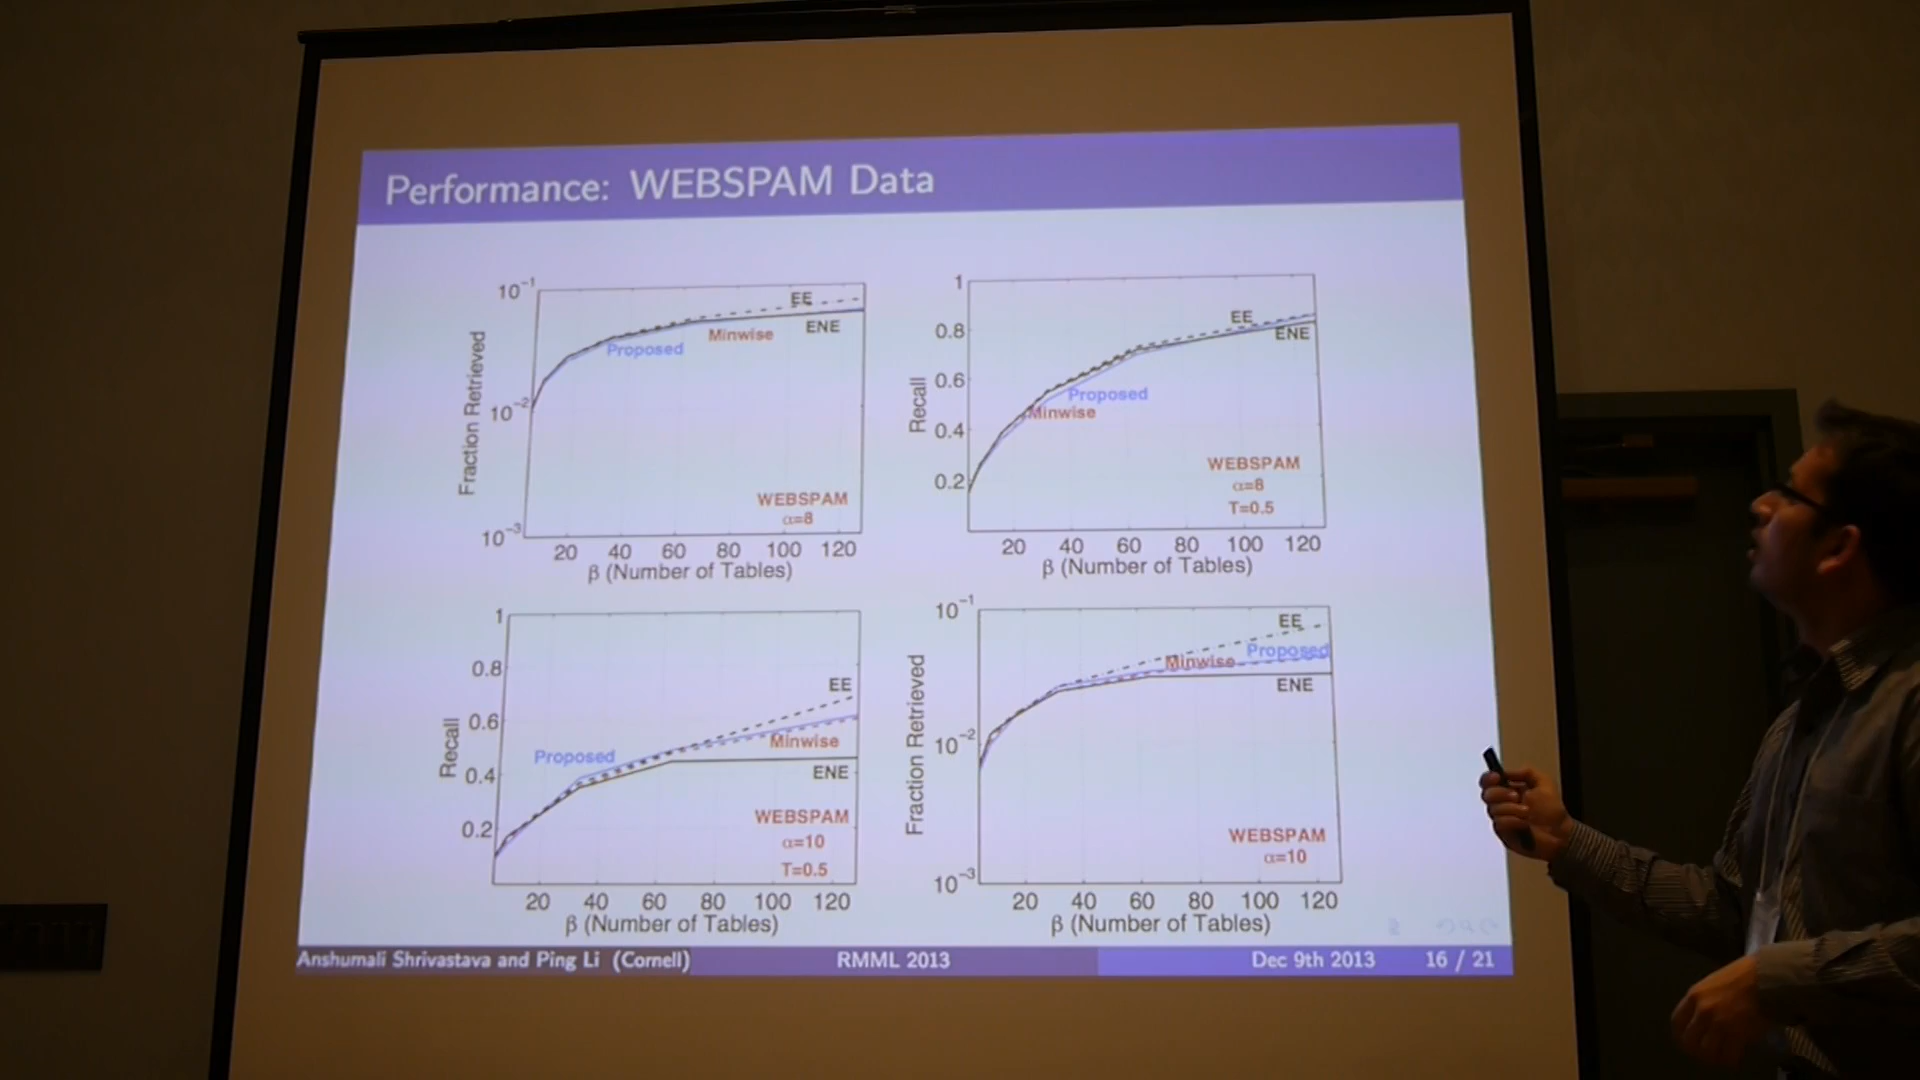 Performance: WEBSPAM Data
10⁻¹
10⁻²
10⁻³
Fraction Retrieved
EE
ENE
Minwise
Proposed
WEBSPAM
α=8
20 40 60 80 100 120
β (Number of Tables)
1
0.8
0.6
0.4
0.2
Recall
EE
ENE
Proposed
Minwise
WEBSPAM
α=8
T=0.5
20 40 60 80 100 120
β (Number of Tables)
1
0.8
0.6
0.4
0.2
Recall
EE
Proposed
Minwise
ENE
WEBSPAM
α=10
T=0.5
20 40 60 80 100 120
β (Number of Tables)
10⁻¹
10⁻²
10⁻³
Fraction Retrieved
EE
Proposed
Minwise
ENE
WEBSPAM
α=10
20 40 60 80 100 120
β (Number of Tables)
Anshumali Shrivastava and Ping Li (Cornell) RMML 2013 Dec 9th 2013 16 / 21